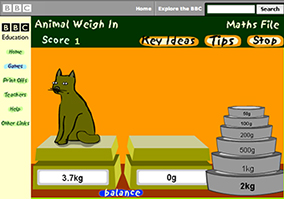 BBC Home Explore the BBC Search
BBC Education
Animal Weigh In Maths File
Score 1 Key Ideas Tips Stop
Home
Games
Print Offs
Teachers
Help
Other Links
50g
100g
200g
500g
1kg
2kg
3.7kg 0g
balance